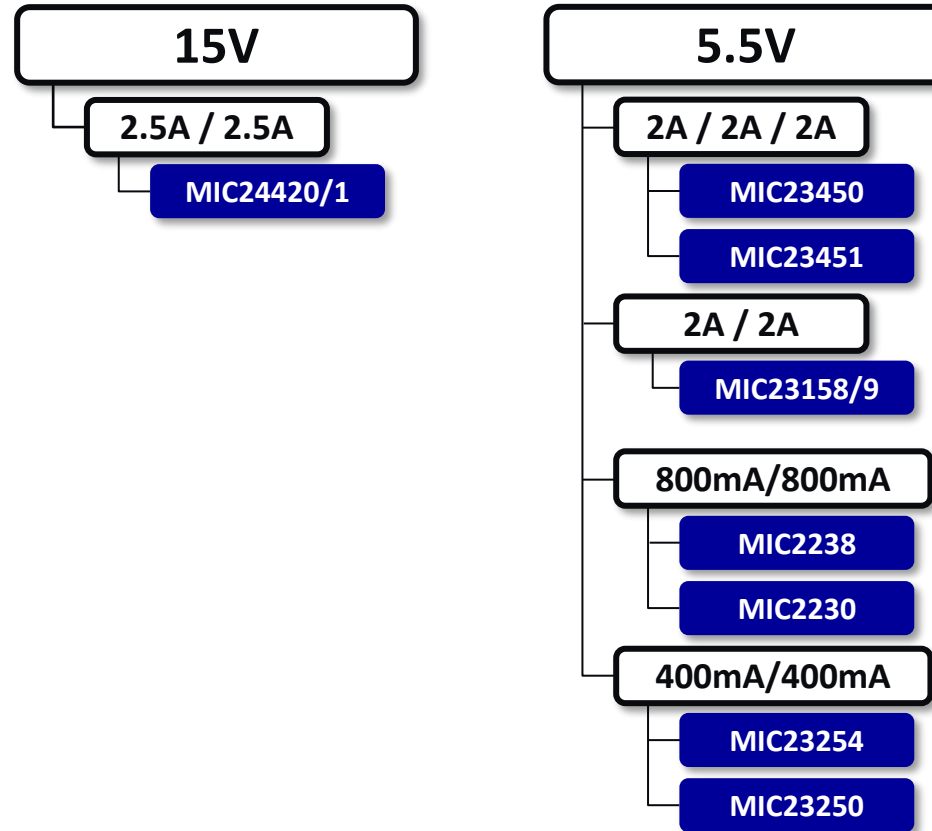 15V
2.5A / 2.5A
MIC24420/1
5.5V
2A / 2A / 2A
MIC23450
MIC23451
2A / 2A
MIC23158/9
800mA/800mA
MIC2238
MIC2230
400mA/400mA
MIC23254
MIC23250